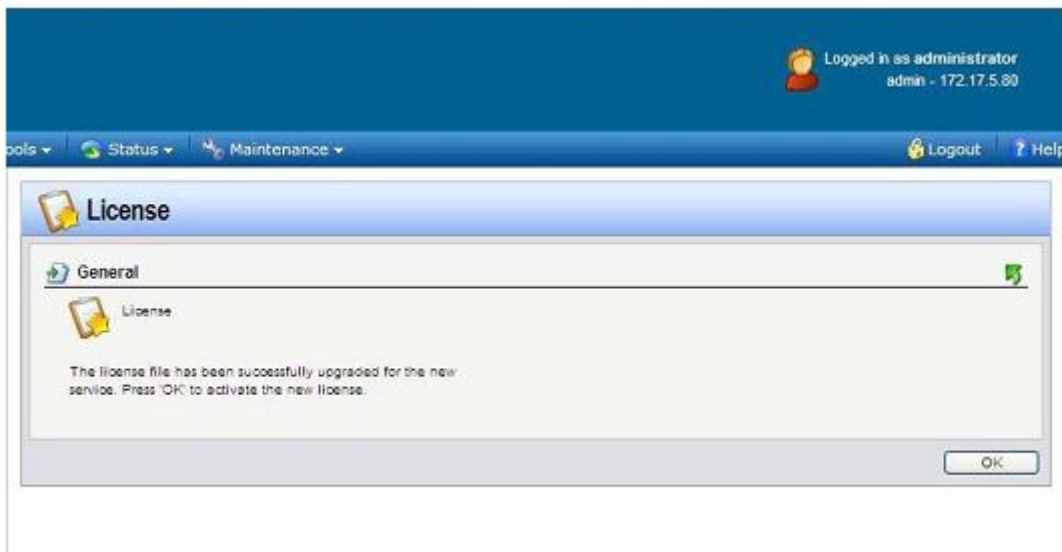 Logged in as administrator
admin - 172.17.5.80
ools Status Maintenance Logout Help
License
General
License
The license file has been successfully upgraded for the new
service. Press 'OK' to activate the new license.
OK